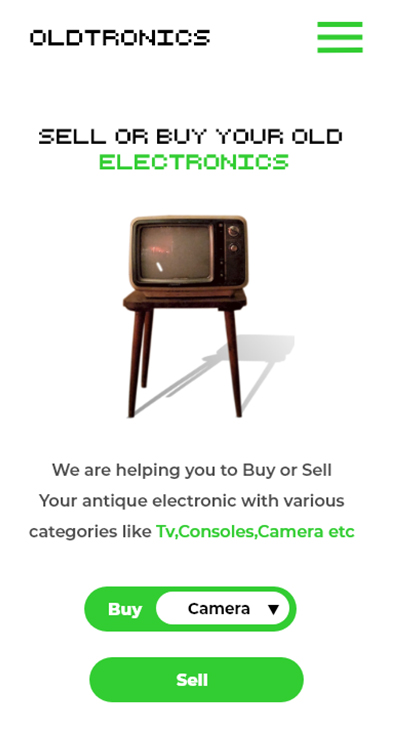 OLDTRONICS
SELL OR BUY YOUR OLD
ELECTRONICS
We are helping you to Buy or Sell
Your antique electronic with various
categories like Tv,Consoles,Camera etc
Buy Camera ▼
Sell